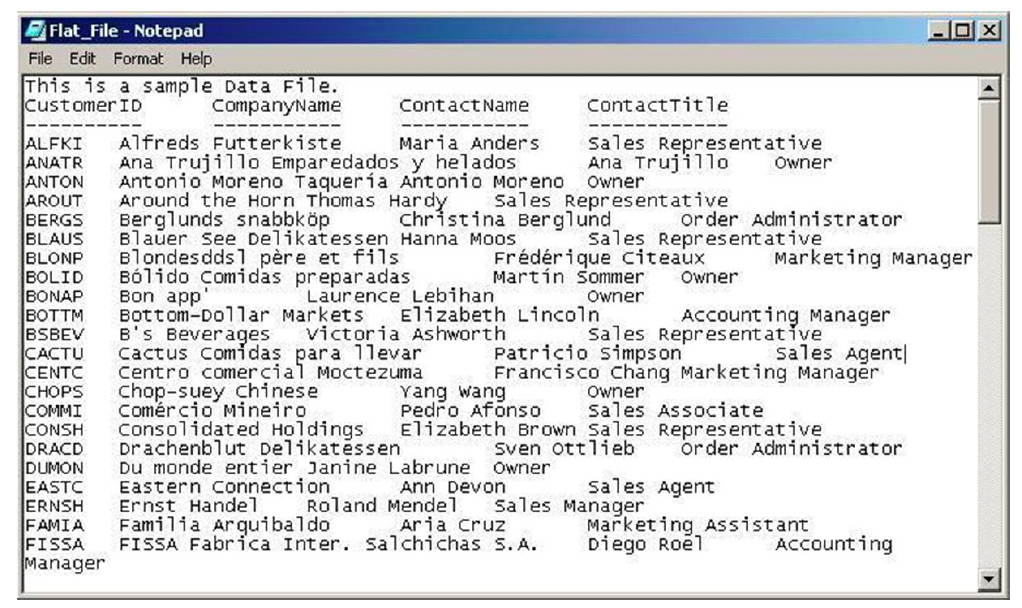 Flat_File - Notepad
File Edit Format Help
This is a sample Data File.
CustomerID CompanyName ContactName ContactTitle
---------- ----------- ----------- ------------
ALFKI Alfreds Futterkiste Maria Anders Sales Representative
ANATR Ana Trujillo Emparedados y helados Ana Trujillo Owner
ANTON Antonio Moreno Taquería Antonio Moreno Owner
AROUT Around the Horn Thomas Hardy Sales Representative
BERGS Berglunds snabbköp Christina Berglund Order Administrator
BLAUS Blauer See Delikatessen Hanna Moos Sales Representative
BLONP Blondesddsl père et fils Frédérique Citeaux Marketing Manager
BOLID Bólido Comidas preparadas Martín Sommer Owner
BONAP Bon app' Laurence Lebihan Owner
BOTTM Bottom-Dollar Markets Elizabeth Lincoln Accounting Manager
BSBEV B's Beverages Victoria Ashworth Sales Representative
CACTU Cactus Comidas para llevar Patricio Simpson Sales Agent
CENTC Centro comercial Moctezuma Francisco Chang Marketing Manager
CHOPS Chop-suey Chinese Yang Wang Owner
COMMI Comércio Mineiro Pedro Afonso Sales Associate
CONSH Consolidated Holdings Elizabeth Brown Sales Representative
DRACD Drachenblut Delikatessen Sven Ottlieb Order Administrator
DUMON Du monde entier Janine Labrune Owner
EASTC Eastern Connection Ann Devon Sales Agent
ERNSH Ernst Handel Roland Mendel Sales Manager
FAMIA Familia Arquibaldo Aria Cruz Marketing Assistant
FISSA FISSA Fabrica Inter. Salchichas S.A. Diego Roel Accounting
Manager